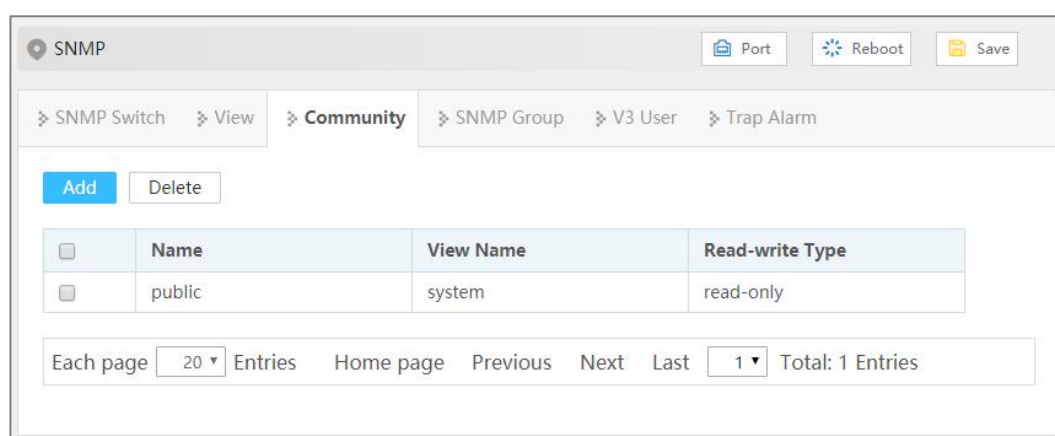 SNMP Port Reboot Save
SNMP Switch View Community SNMP Group V3 User Trap Alarm
Add Delete
Name View Name Read-write Type
public system read-only
Each page 20 Entries Home page Previous Next Last 1 Total: 1 Entries